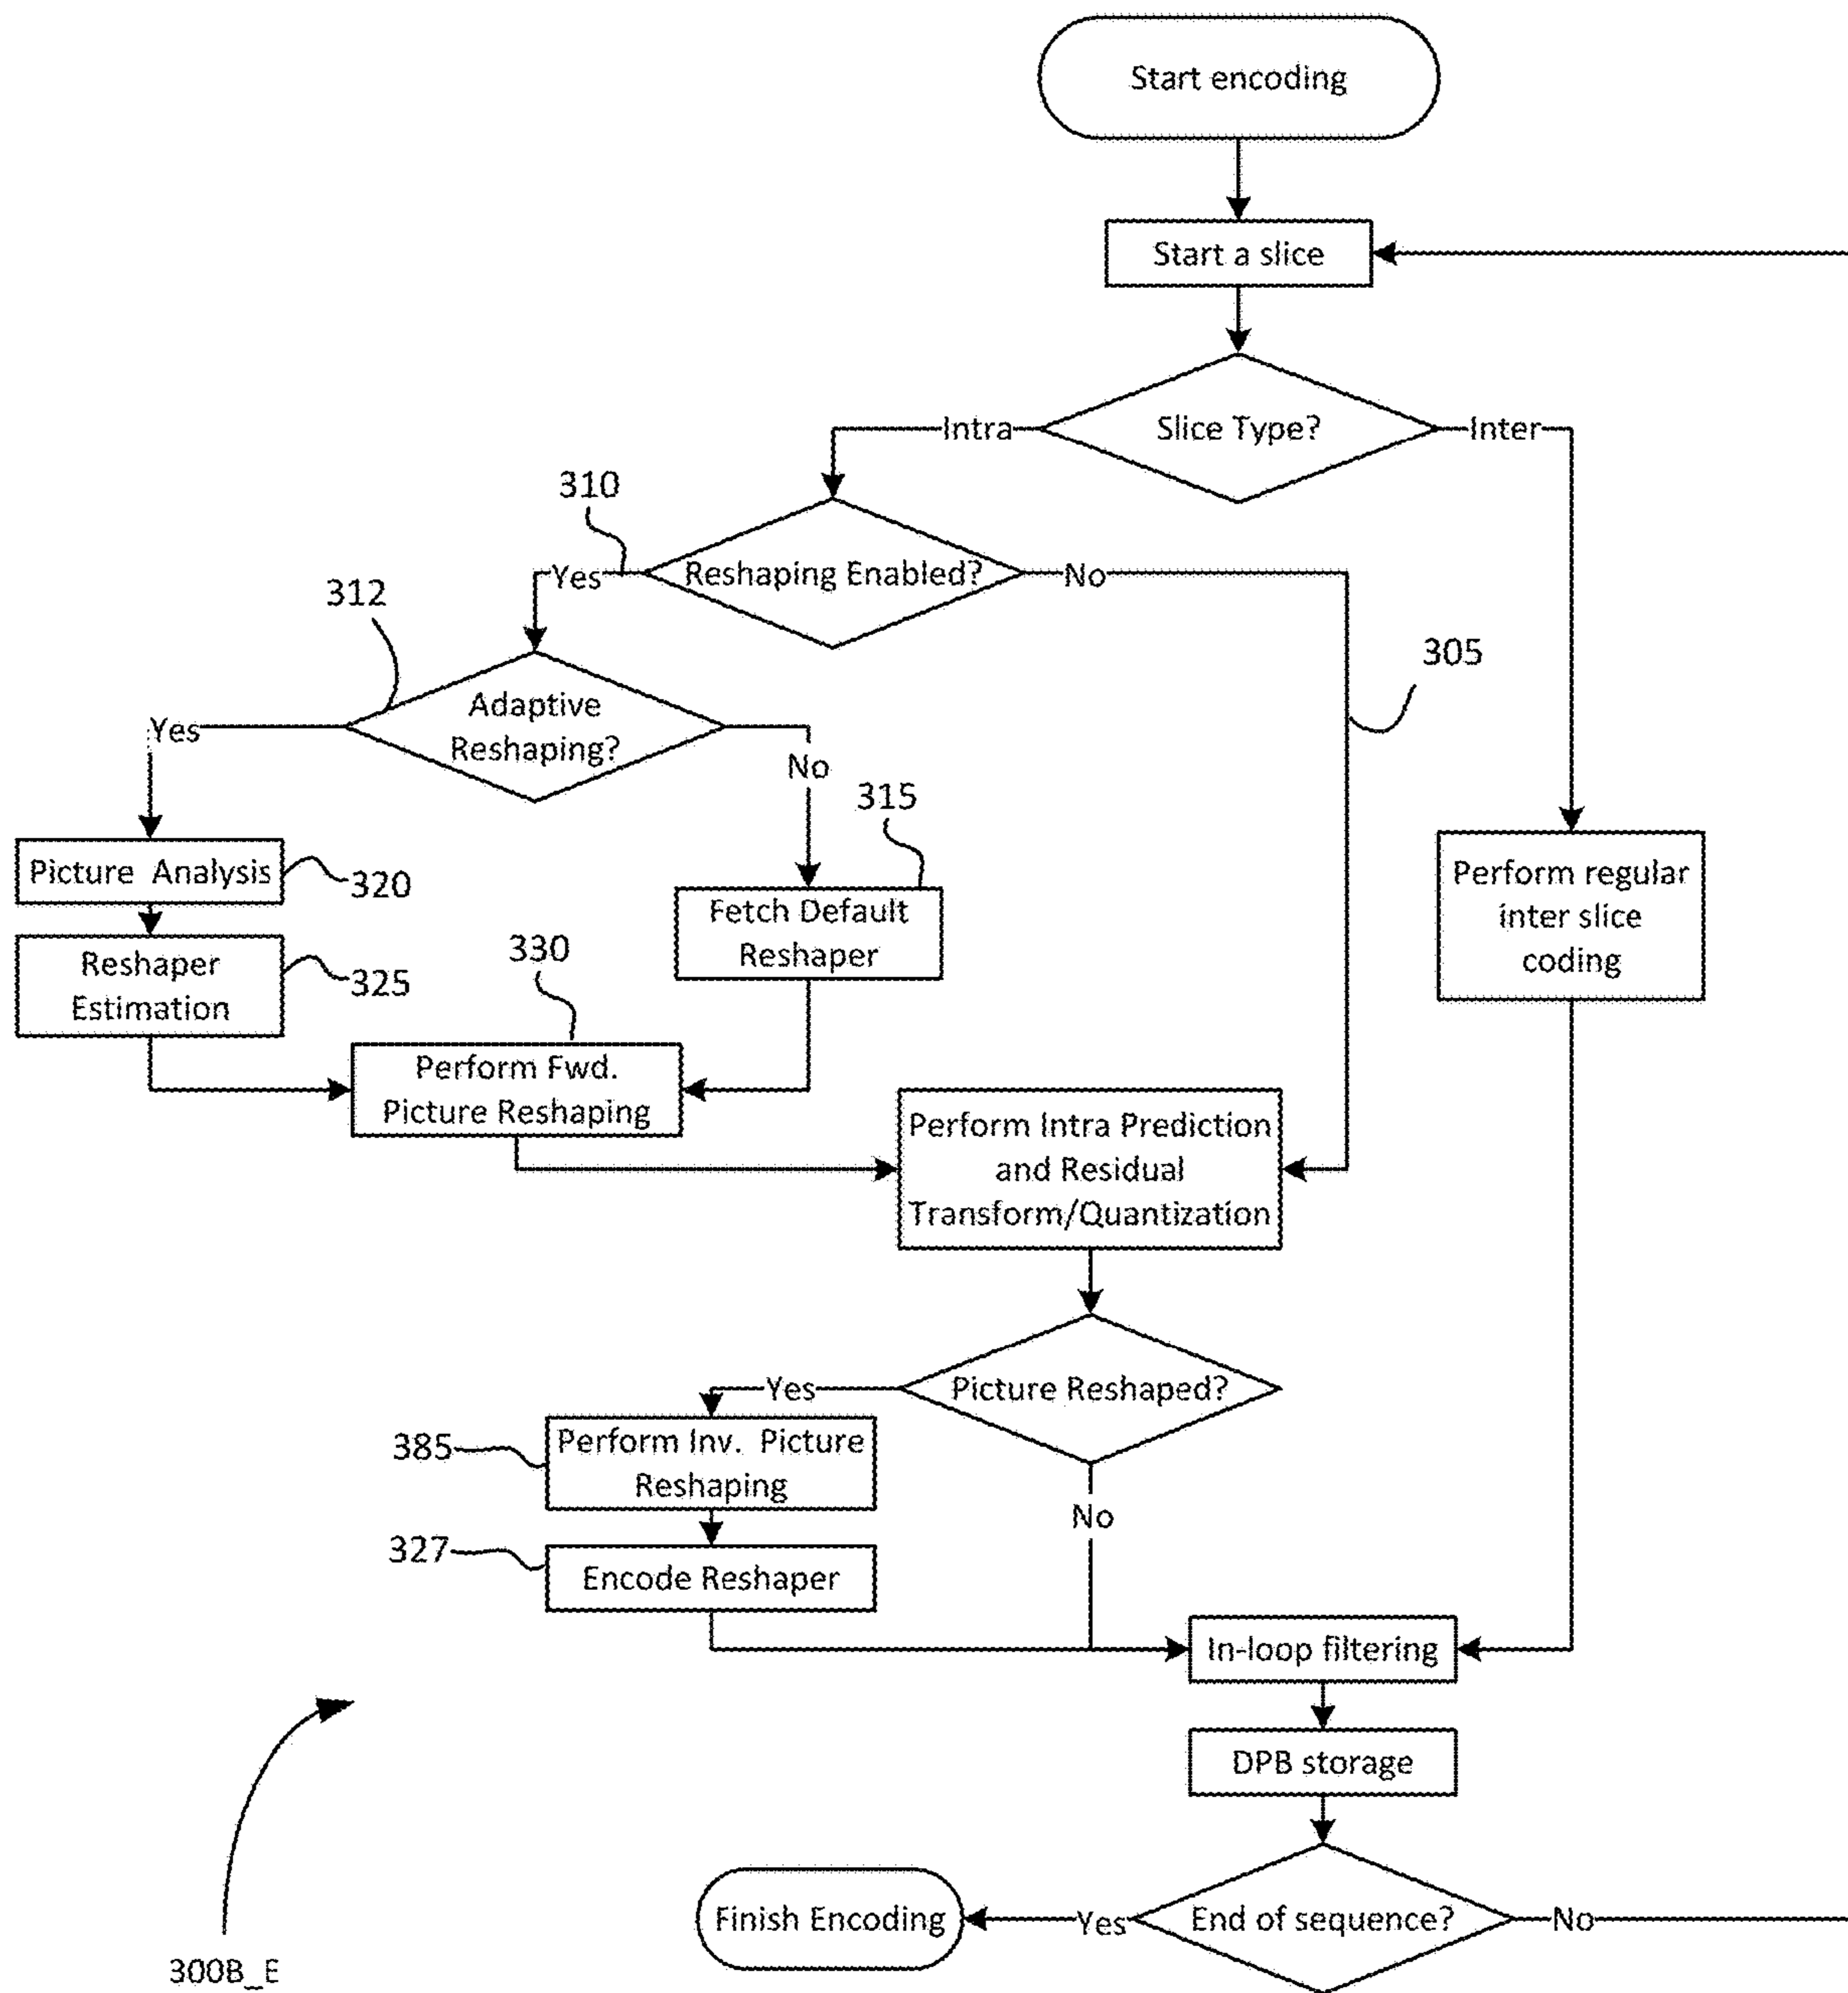 Start encoding
Start a slice
Slice Type?
Intra
Inter
310
Reshaping Enabled?
Yes
No
312
305
Adaptive
Reshaping?
Yes
No
315
Picture Analysis
320
Fetch Default
Reshaper
Perform regular
inter slice
coding
Reshaper
Estimation
325
330
Perform Fwd.
Picture Reshaping
Perform Intra Prediction
and Residual
Transform/Quantization
Picture Reshaped?
Yes
No
385
Perform Inv. Picture
Reshaping
327
Encode Reshaper
In-loop filtering
DPB storage
End of sequence?
Yes
No
Finish Encoding
300B_E